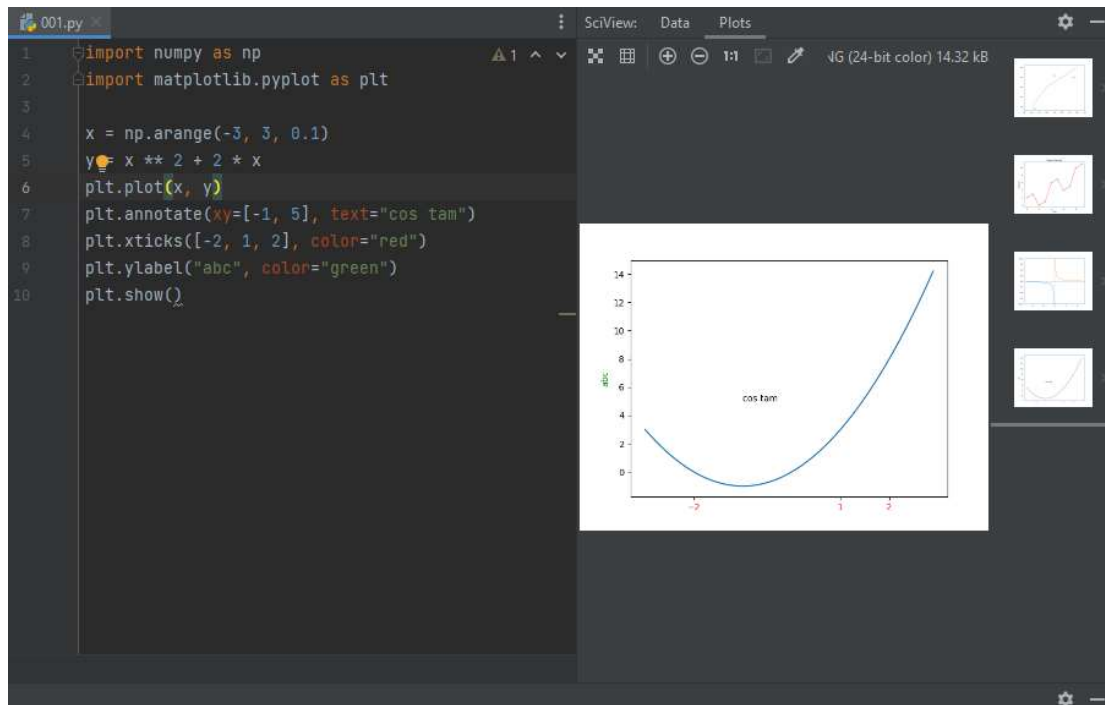 001.py
1 import numpy as np
2 import matplotlib.pyplot as plt
3
4 x = np.arange(-3, 3, 0.1)
5 y = x ** 2 + 2 * x
6 plt.plot(x, y)
7 plt.annotate(xy=[-1, 5], text="cos tam")
8 plt.xticks([-2, 1, 2], color="red")
9 plt.ylabel("abc", color="green")
10 plt.show()
1
SciView: Data Plots
1:1 NG (24-bit color) 14.32 kB
14
12
10
8
6
4
2
0
abc
cos tam
-2 1 2